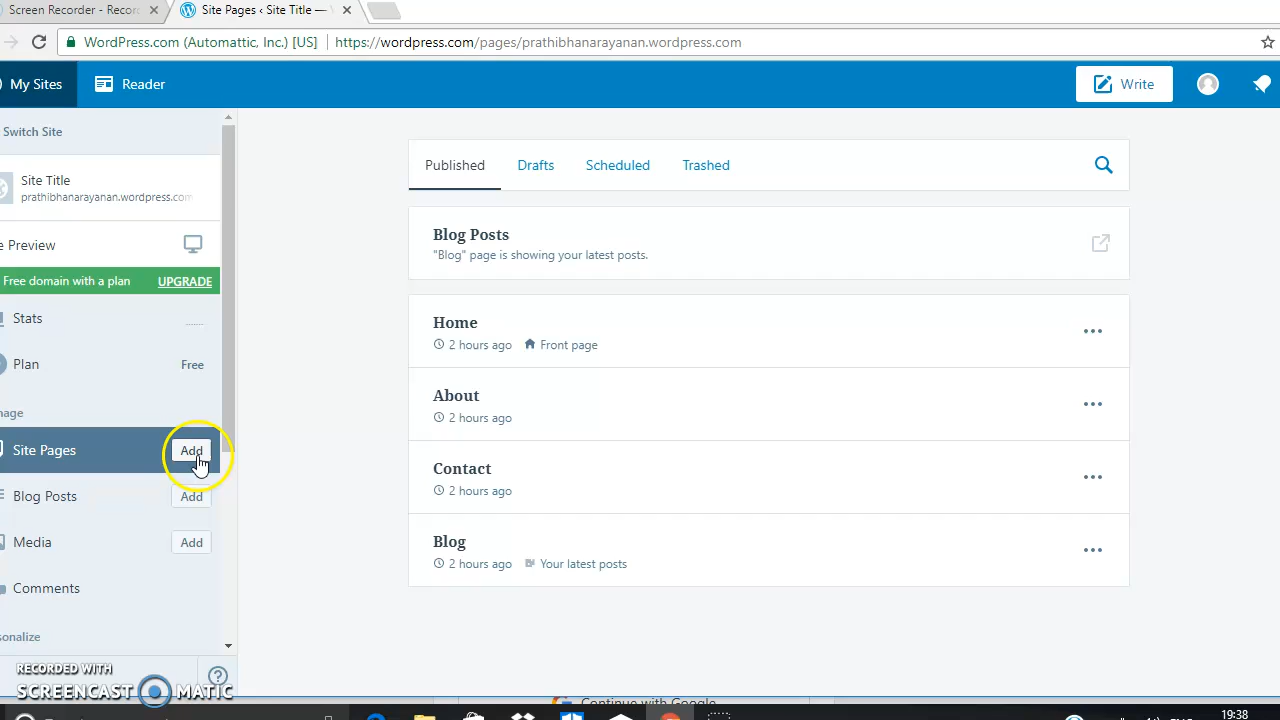 Screen Recorder - Reco
Site Pages ‹ Site Title —
WordPress.com (Automattic, Inc.) [US]
https://wordpress.com/pages/prathibhanarayanan.wordpress.com
My Sites
Reader
Write
Switch Site
Site Title
prathibhanarayanan.wordpress.com
e Preview
Free domain with a plan
UPGRADE
Stats
Plan
Free
nage
Site Pages
Add
Blog Posts
Add
Media
Add
Comments
sonalize
Published
Drafts
Scheduled
Trashed
Blog Posts
"Blog" page is showing your latest posts.
Home
2 hours ago
Front page
About
2 hours ago
Contact
2 hours ago
Blog
2 hours ago
Your latest posts
RECORDED WITH
SCREENCAST MATIC
Continue with Google
19:38